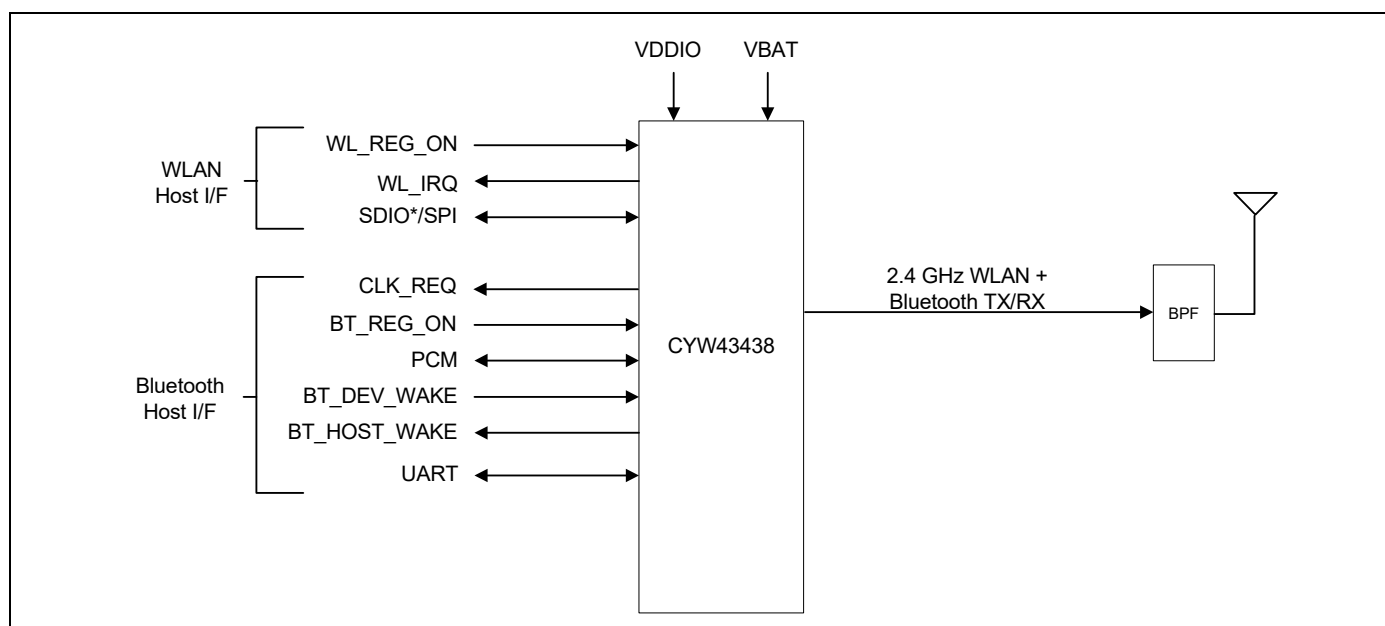 VDDIO
VBAT
WLAN
Host I/F
WL_REG_ON
WL_IRQ
SDIO*/SPI
Bluetooth
Host I/F
CLK_REQ
BT_REG_ON
PCM
BT_DEV_WAKE
BT_HOST_WAKE
UART
CYW43438
2.4 GHz WLAN +
Bluetooth TX/RX
BPF